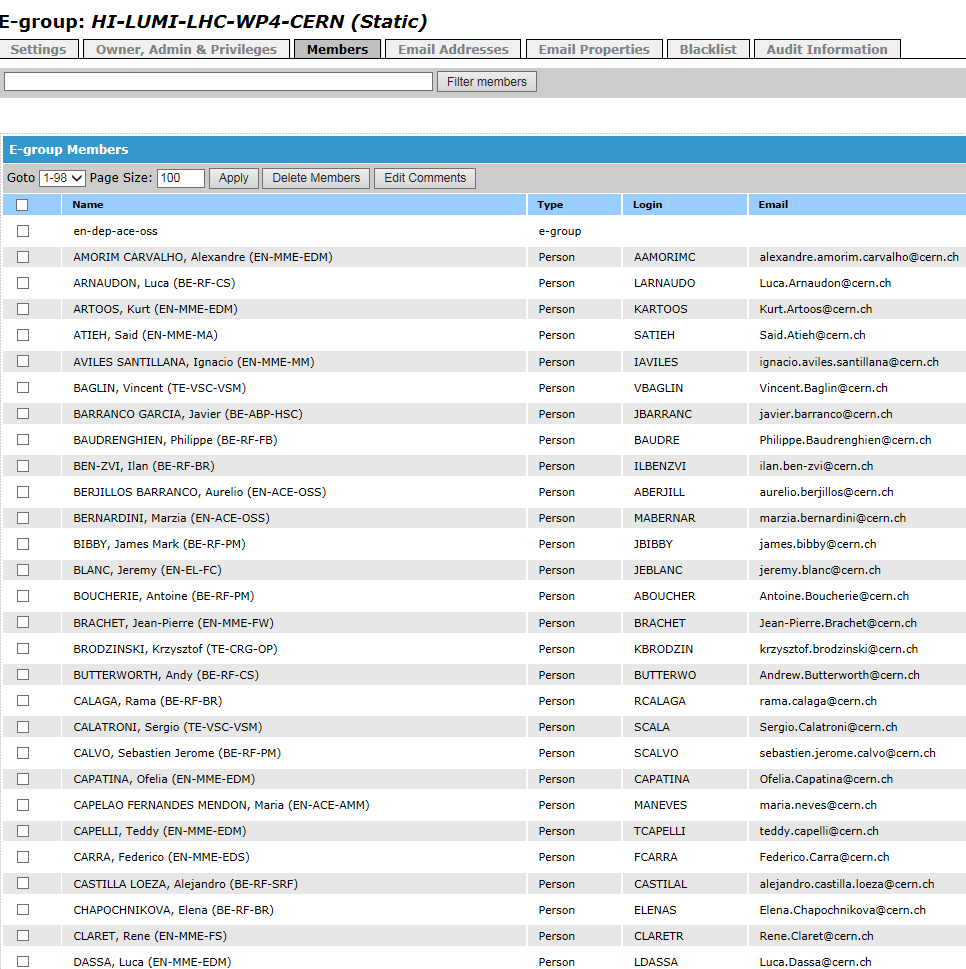 E-group: HI-LUMI-LHC-WP4-CERN (Static)
Settings Owner, Admin & Privileges Members Email Addresses Email Properties Blacklist Audit Information
Filter members
E-group Members
Goto 1-98 Page Size: 100 Apply Delete Members Edit Comments
Name Type Login Email
en-dep-ace-oss e-group
AMORIM CARVALHO, Alexandre (EN-MME-EDM) Person AAMORIMC alexandre.amorim.carvalho@cern.ch
ARNAUDON, Luca (BE-RF-CS) Person LARNAUDO Luca.Arnaudon@cern.ch
ARTOOS, Kurt (EN-MME-EDM) Person KARTOOS Kurt.Artoos@cern.ch
ATIEH, Said (EN-MME-MA) Person SATIEH Said.Atieh@cern.ch
AVILES SANTILLANA, Ignacio (EN-MME-MM) Person IAVILES ignacio.aviles.santillana@cern.ch
BAGLIN, Vincent (TE-VSC-VSM) Person VBAGLIN Vincent.Baglin@cern.ch
BARRANCO GARCIA, Javier (BE-ABP-HSC) Person JBARRANC javier.barranco@cern.ch
BAUDRENGHIEN, Philippe (BE-RF-FB) Person BAUDRE Philippe.Baudrenghien@cern.ch
BEN-ZVI, Ilan (BE-RF-BR) Person ILBENZVI ilan.ben-zvi@cern.ch
BERJILLOS BARRANCO, Aurelio (EN-ACE-OSS) Person ABERJILL aurelio.berjillos@cern.ch
BERNARDINI, Marzia (EN-ACE-OSS) Person MABERNAR marzia.bernardini@cern.ch
BIBBY, James Mark (BE-RF-PM) Person JBIBBY james.bibby@cern.ch
BLANC, Jeremy (EN-EL-FC) Person JEBLANC jeremy.blanc@cern.ch
BOUCHERIE, Antoine (BE-RF-PM) Person ABOUCHER Antoine.Boucherie@cern.ch
BRACHET, Jean-Pierre (EN-MME-FW) Person BRACHET Jean-Pierre.Brachet@cern.ch
BRODZINSKI, Krzysztof (TE-CRG-OP) Person KBRODZIN krzysztof.brodzinski@cern.ch
BUTTERWORTH, Andy (BE-RF-CS) Person BUTTERWO Andrew.Butterworth@cern.ch
CALAGA, Rama (BE-RF-BR) Person RCALAGA rama.calaga@cern.ch
CALATRONI, Sergio (TE-VSC-VSM) Person SCALA Sergio.Calatroni@cern.ch
CALVO, Sebastien Jerome (BE-RF-PM) Person SCALVO sebastien.jerome.calvo@cern.ch
CAPATINA, Ofelia (EN-MME-EDM) Person CAPATINA Ofelia.Capatina@cern.ch
CAPELAO FERNANDES MENDON, Maria (EN-ACE-AMM) Person MANEVES maria.neves@cern.ch
CAPELLI, Teddy (EN-MME-EDM) Person TCAPELLI teddy.capelli@cern.ch
CARRA, Federico (EN-MME-EDS) Person FCARRA Federico.Carra@cern.ch
CASTILLA LOEZA, Alejandro (BE-RF-SRF) Person CASTILAL alejandro.castilla.loeza@cern.ch
CHAPOCHNIKOVA, Elena (BE-RF-BR) Person ELENAS Elena.Chapochnikova@cern.ch
CLARET, Rene (EN-MME-FS) Person CLARETR Rene.Claret@cern.ch
DASSA, Luca (EN-MME-EDM) Person LDASSA Luca.Dassa@cern.ch